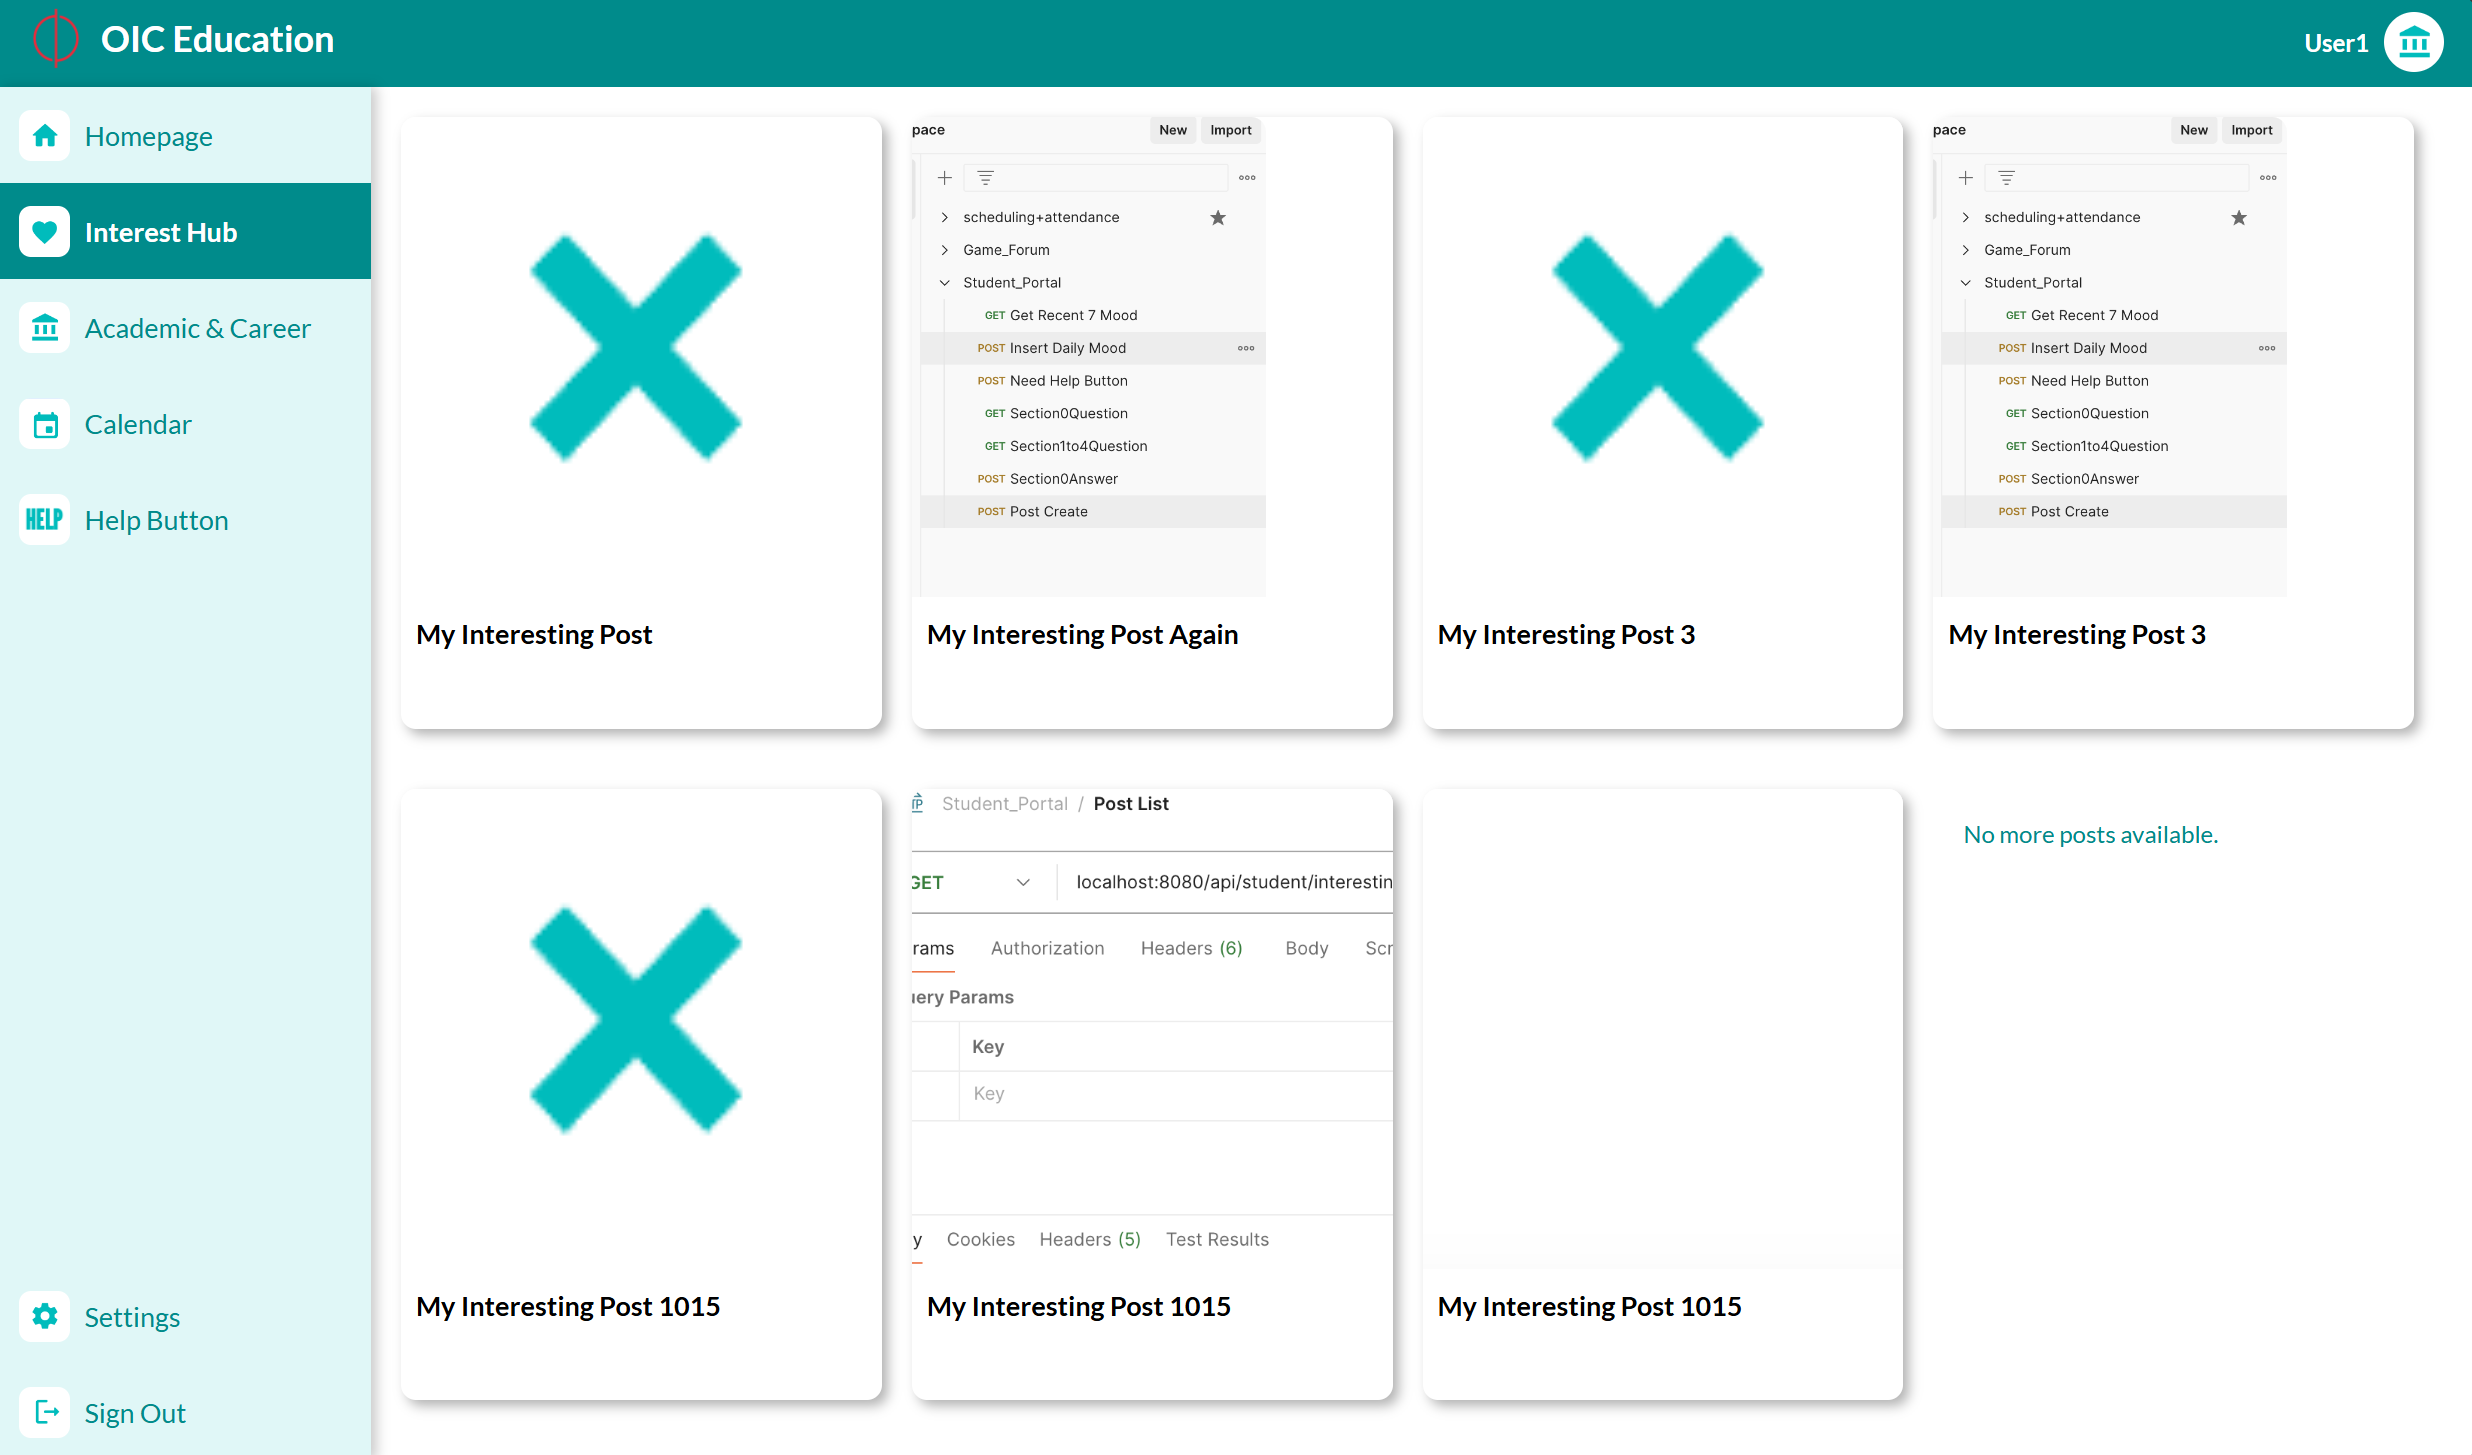 OIC Education
User1
Homepage
Interest Hub
Academic & Career
Calendar
HELP Help Button
Settings
Sign Out
My Interesting Post
pace New Import
scheduling+attendance
Game_Forum
Student_Portal
GET Get Recent 7 Mood
POST Insert Daily Mood
POST Need Help Button
GET Section0Question
GET Section1to4Question
POST Section0Answer
POST Post Create
My Interesting Post Again
My Interesting Post 3
pace New Import
scheduling+attendance
Game_Forum
Student_Portal
GET Get Recent 7 Mood
POST Insert Daily Mood
POST Need Help Button
GET Section0Question
GET Section1to4Question
POST Section0Answer
POST Post Create
My Interesting Post 3
My Interesting Post 1015
TP Student_Portal / Post List
GET localhost:8080/api/student/interestin
rams Authorization Headers (6) Body Scr
uery Params
Key
Key
y Cookies Headers (5) Test Results
My Interesting Post 1015
My Interesting Post 1015
No more posts available.